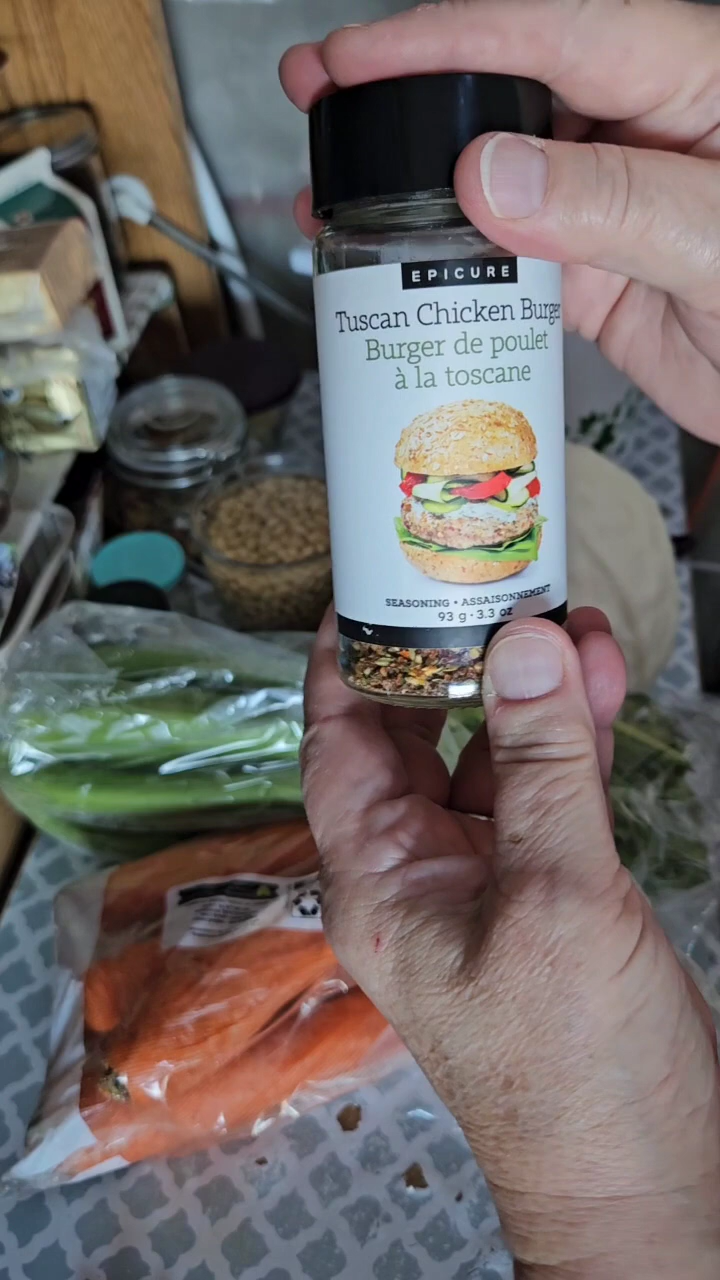 EPICURE
Tuscan Chicken Burger
Burger de poulet
à la toscane
SEASONING • ASSAISONNEMENT
93 g • 3.3 oz